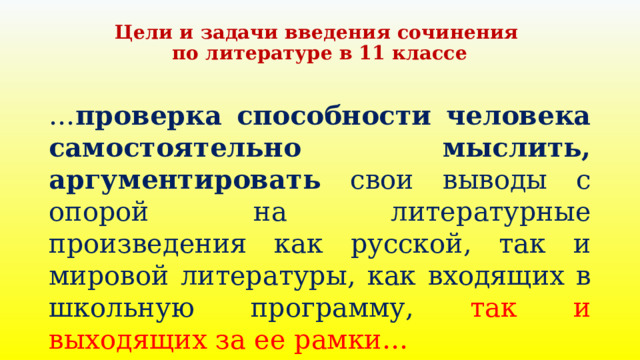 Цели и задачи введения сочинения
по литературе в 11 классе
…проверка способности человека
самостоятельно мыслить,
аргументировать свои выводы с
опорой на литературные
произведения как русской, так и
мировой литературы, как входящих в
школьную программу, так и
выходящих за ее рамки…